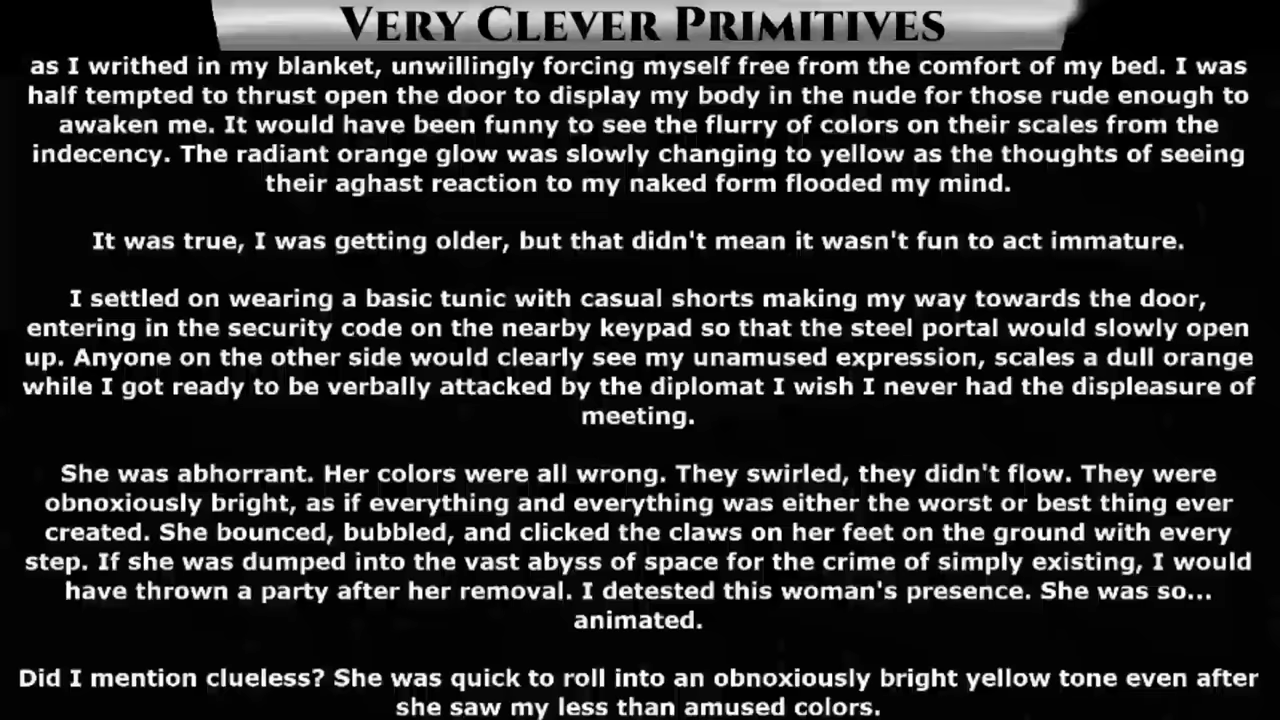 VERY CLEVER PRIMITIVES
as I writhed in my blanket, unwillingly forcing myself free from the comfort of my bed. I was
half tempted to thrust open the door to display my body in the nude for those rude enough to
awaken me. It would have been funny to see the flurry of colors on their scales from the
indecency. The radiant orange glow was slowly changing to yellow as the thoughts of seeing
their aghast reaction to my naked form flooded my mind.
It was true, I was getting older, but that didn't mean it wasn't fun to act immature.
I settled on wearing a basic tunic with casual shorts making my way towards the door,
entering in the security code on the nearby keypad so that the steel portal would slowly open
up. Anyone on the other side would clearly see my unamused expression, scales a dull orange
while I got ready to be verbally attacked by the diplomat I wish I never had the displeasure of
meeting.
She was abhorrant. Her colors were all wrong. They swirled, they didn't flow. They were
obnoxiously bright, as if everything and everything was either the worst or best thing ever
created. She bounced, bubbled, and clicked the claws on her feet on the ground with every
step. If she was dumped into the vast abyss of space for the crime of simply existing, I would
have thrown a party after her removal. I detested this woman's presence. She was so...
animated.
Did I mention clueless? She was quick to roll into an obnoxiously bright yellow tone even after
she saw my less than amused colors.